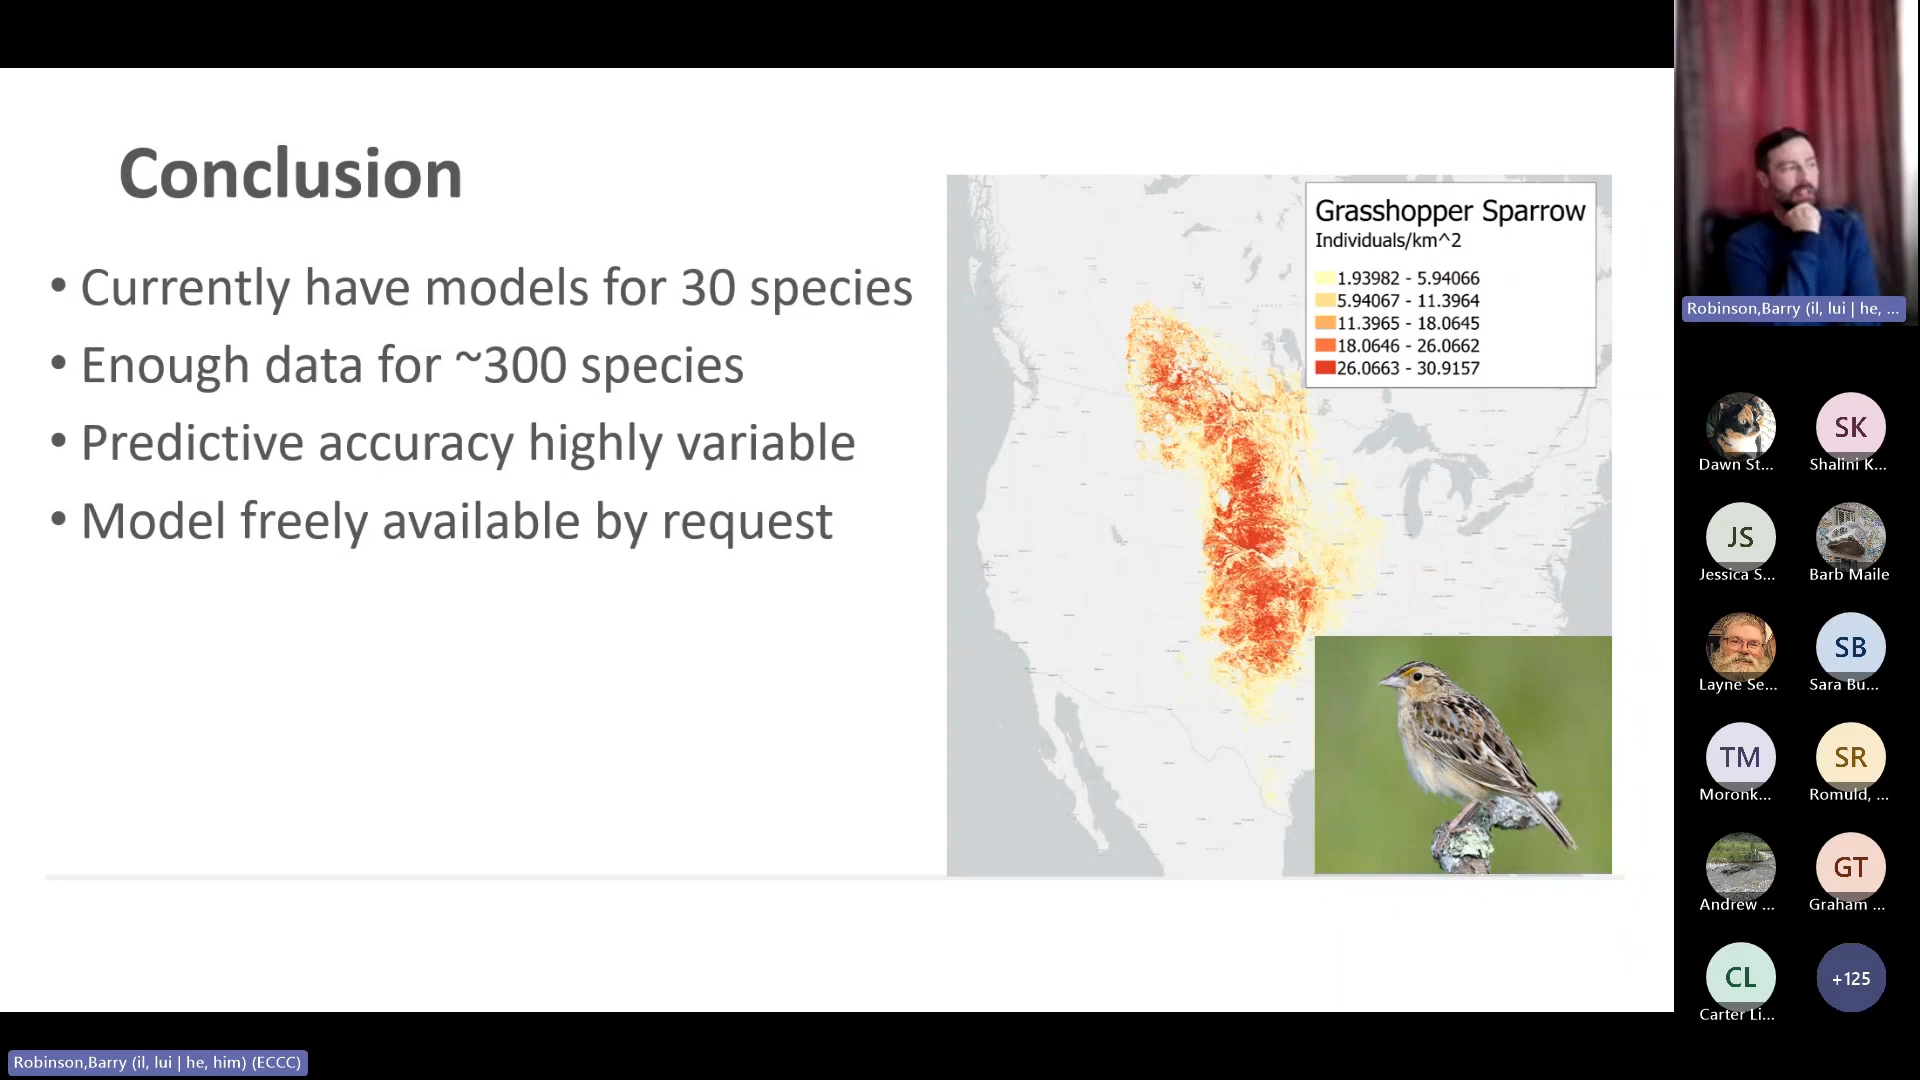 Conclusion
• Currently have models for 30 species
• Enough data for ~300 species
• Predictive accuracy highly variable
• Model freely available by request
Grasshopper Sparrow
Individuals/km^2
1.93982 - 5.94066
5.94067 - 11.3964
11.3965 - 18.0645
18.0646 - 26.0662
26.0663 - 30.9157
Robinson,Barry (il, lui | he, ...
Dawn St...
SK
Shalini K...
JS
Jessica S...
Barb Maile
Layne Se...
SB
Sara Bu...
TM
Moronk...
SR
Romuld, ...
Andrew ...
GT
Graham ...
CL
Carter Li...
+125
Robinson,Barry (il, lui | he, him) (ECCC)